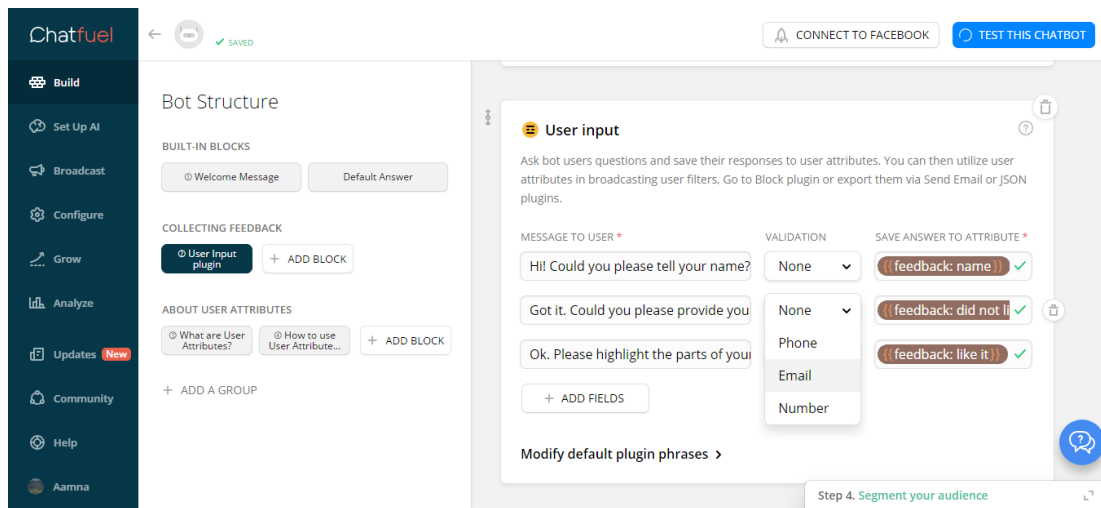 Chatfuel
SAVED
CONNECT TO FACEBOOK
TEST THIS CHATBOT
Build
Set Up AI
Broadcast
Configure
Grow
Analyze
Updates New
Community
Help
Aamna
Bot Structure
BUILT-IN BLOCKS
① Welcome Message
Default Answer
COLLECTING FEEDBACK
② User Input
plugin
+ ADD BLOCK
ABOUT USER ATTRIBUTES
③ What are User
Attributes?
④ How to use
User Attribute...
+ ADD BLOCK
+ ADD A GROUP
User input
Ask bot users questions and save their responses to user attributes. You can then utilize user
attributes in broadcasting user filters, Go to Block plugin or export them via Send Email or JSON
plugins.
MESSAGE TO USER *
VALIDATION
SAVE ANSWER TO ATTRIBUTE *
Hi! Could you please tell your name?
None
{{feedback: name}}
Got it. Could you please provide you
None
{{feedback: did not li
Phone
Ok. Please highlight the parts of your
Email
{{feedback: like it}}
Number
+ ADD FIELDS
Modify default plugin phrases >
Step 4. Segment your audience